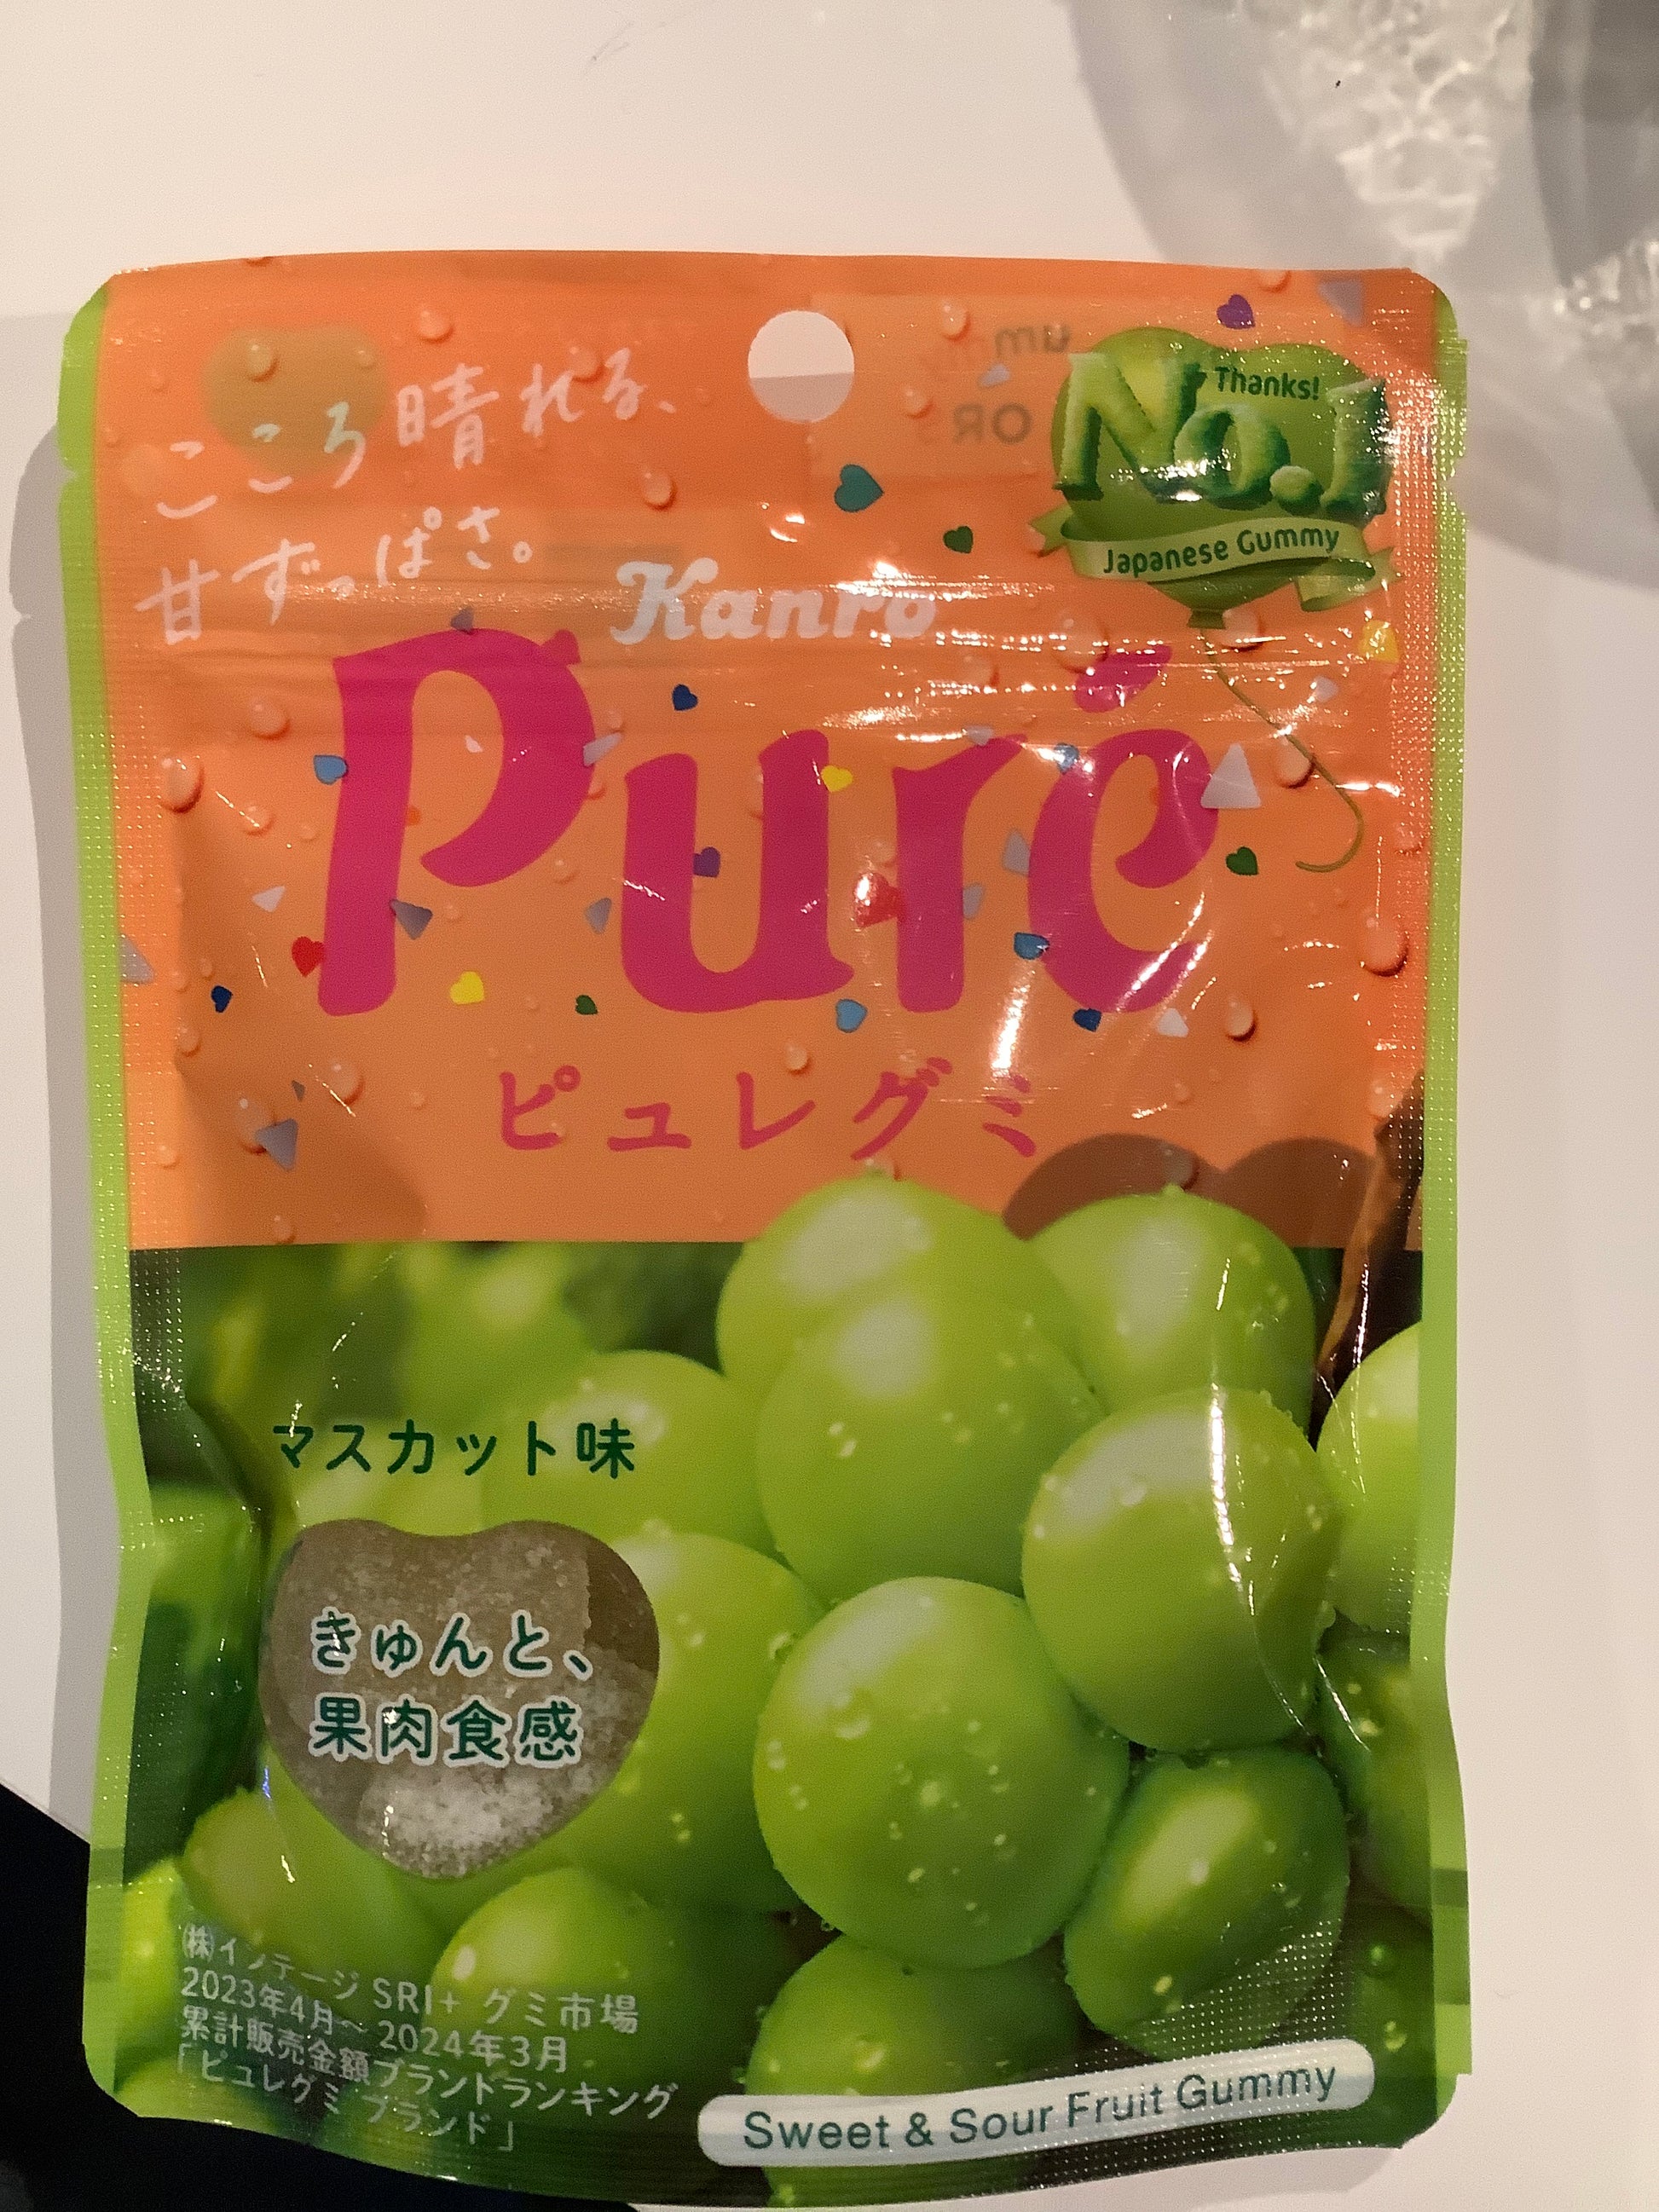 こころ晴れる、
甘ずっぱさ。
Thanks!
No.1
Japanese Gummy
Kanro
Puré
ピュレグミ
マスカット味
きゅんと、
果肉食感
㈱インテージ SRI+ グミ市場
2023年4月～2024年3月
累計販売金額ブランドランキング
「ピュレグミ ブランド」
Sweet & Sour Fruit Gummy